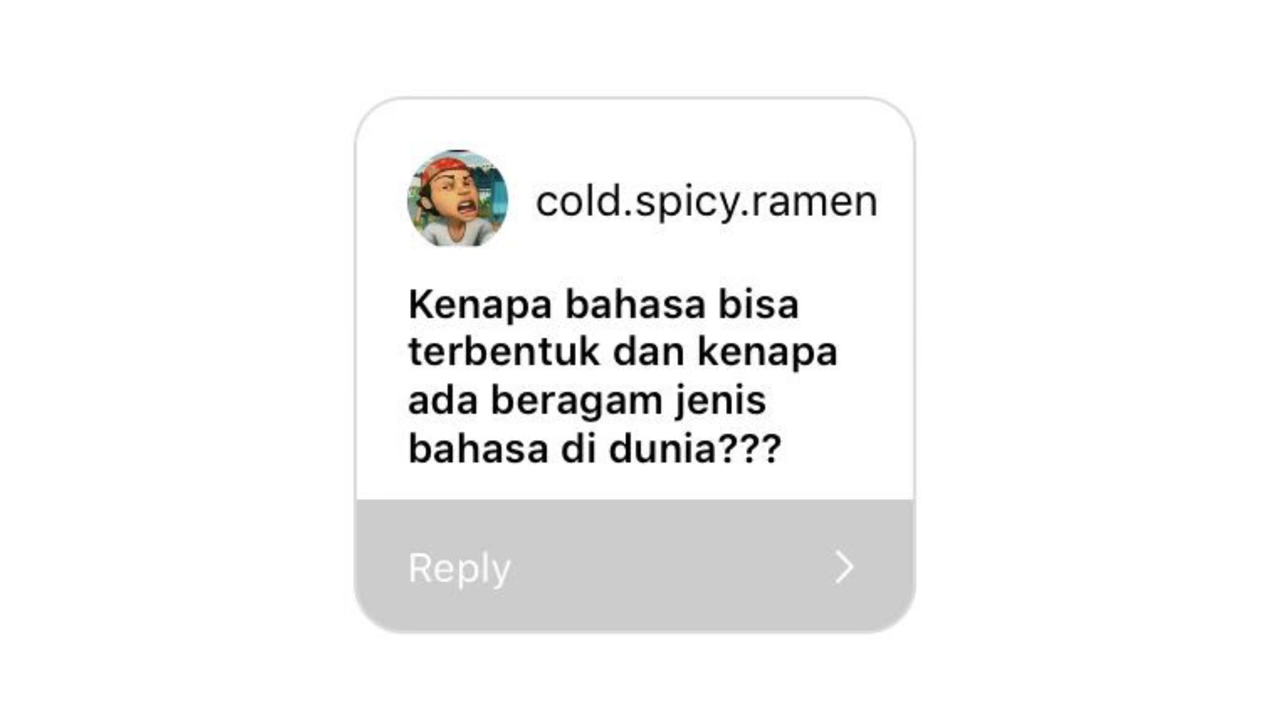 cold.spicy.ramen
Kenapa bahasa bisa
terbentuk dan kenapa
ada beragam jenis
bahasa di dunia???
Reply